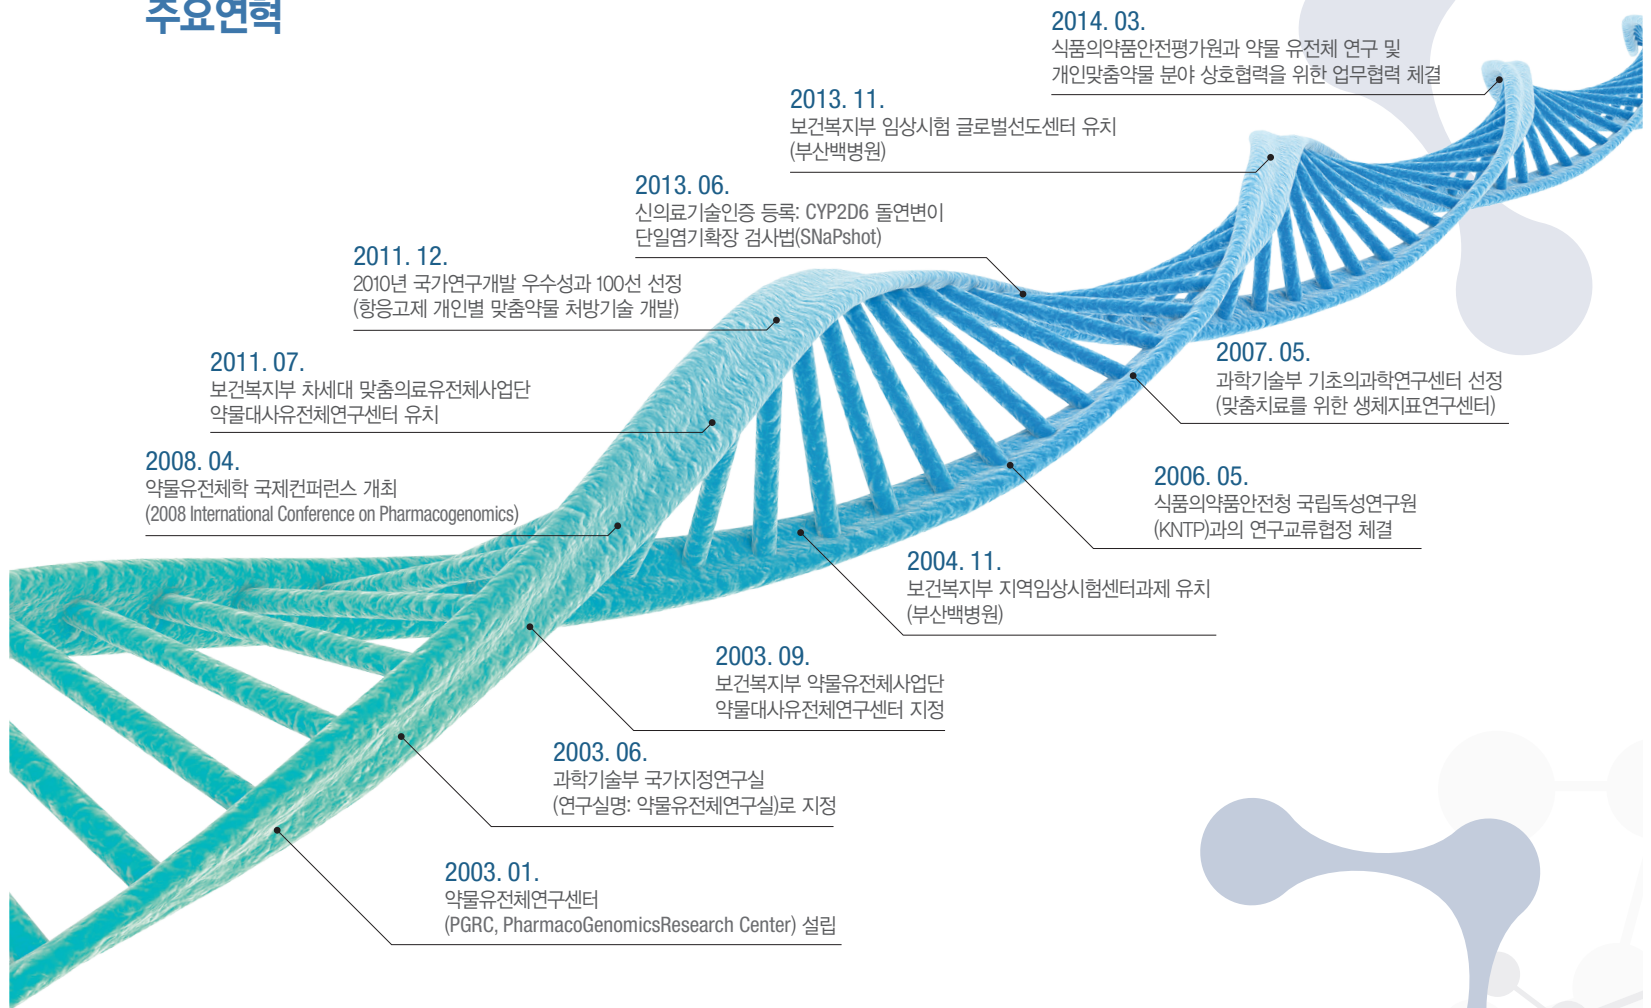 주요연혁
2014. 03.
식품의약품안전평가원과 약물 유전체 연구 및
개인맞춤약물 분야 상호협력을 위한 업무협력 체결
2013. 11.
보건복지부 임상시험 글로벌선도센터 유치
(부산백병원)
2013. 06.
신의료기술인증 등록: CYP2D6 돌연변이
단일염기확장 검사법(SNaPshot)
2011. 12.
2010년 국가연구개발 우수성과 100선 선정
(항응고제 개인별 맞춤약물 처방기술 개발)
2011. 07.
보건복지부 차세대 맞춤의료유전체사업단
약물대사유전체연구센터 유치
2008. 04.
약물유전체학 국제컨퍼런스 개최
(2008 International Conference on Pharmacogenomics)
2007. 05.
과학기술부 기초의과학연구센터 선정
(맞춤치료를 위한 생체지표연구센터)
2006. 05.
식품의약품안전청 국립독성연구원
(KNTP)과의 연구교류협정 체결
2004. 11.
보건복지부 지역임상시험센터과제 유치
(부산백병원)
2003. 09.
보건복지부 약물유전체사업단
약물대사유전체연구센터 지정
2003. 06.
과학기술부 국가지정연구실
(연구실명: 약물유전체연구실)로 지정
2003. 01.
약물유전체연구센터
(PGRC, PharmacoGenomicsResearch Center) 설립